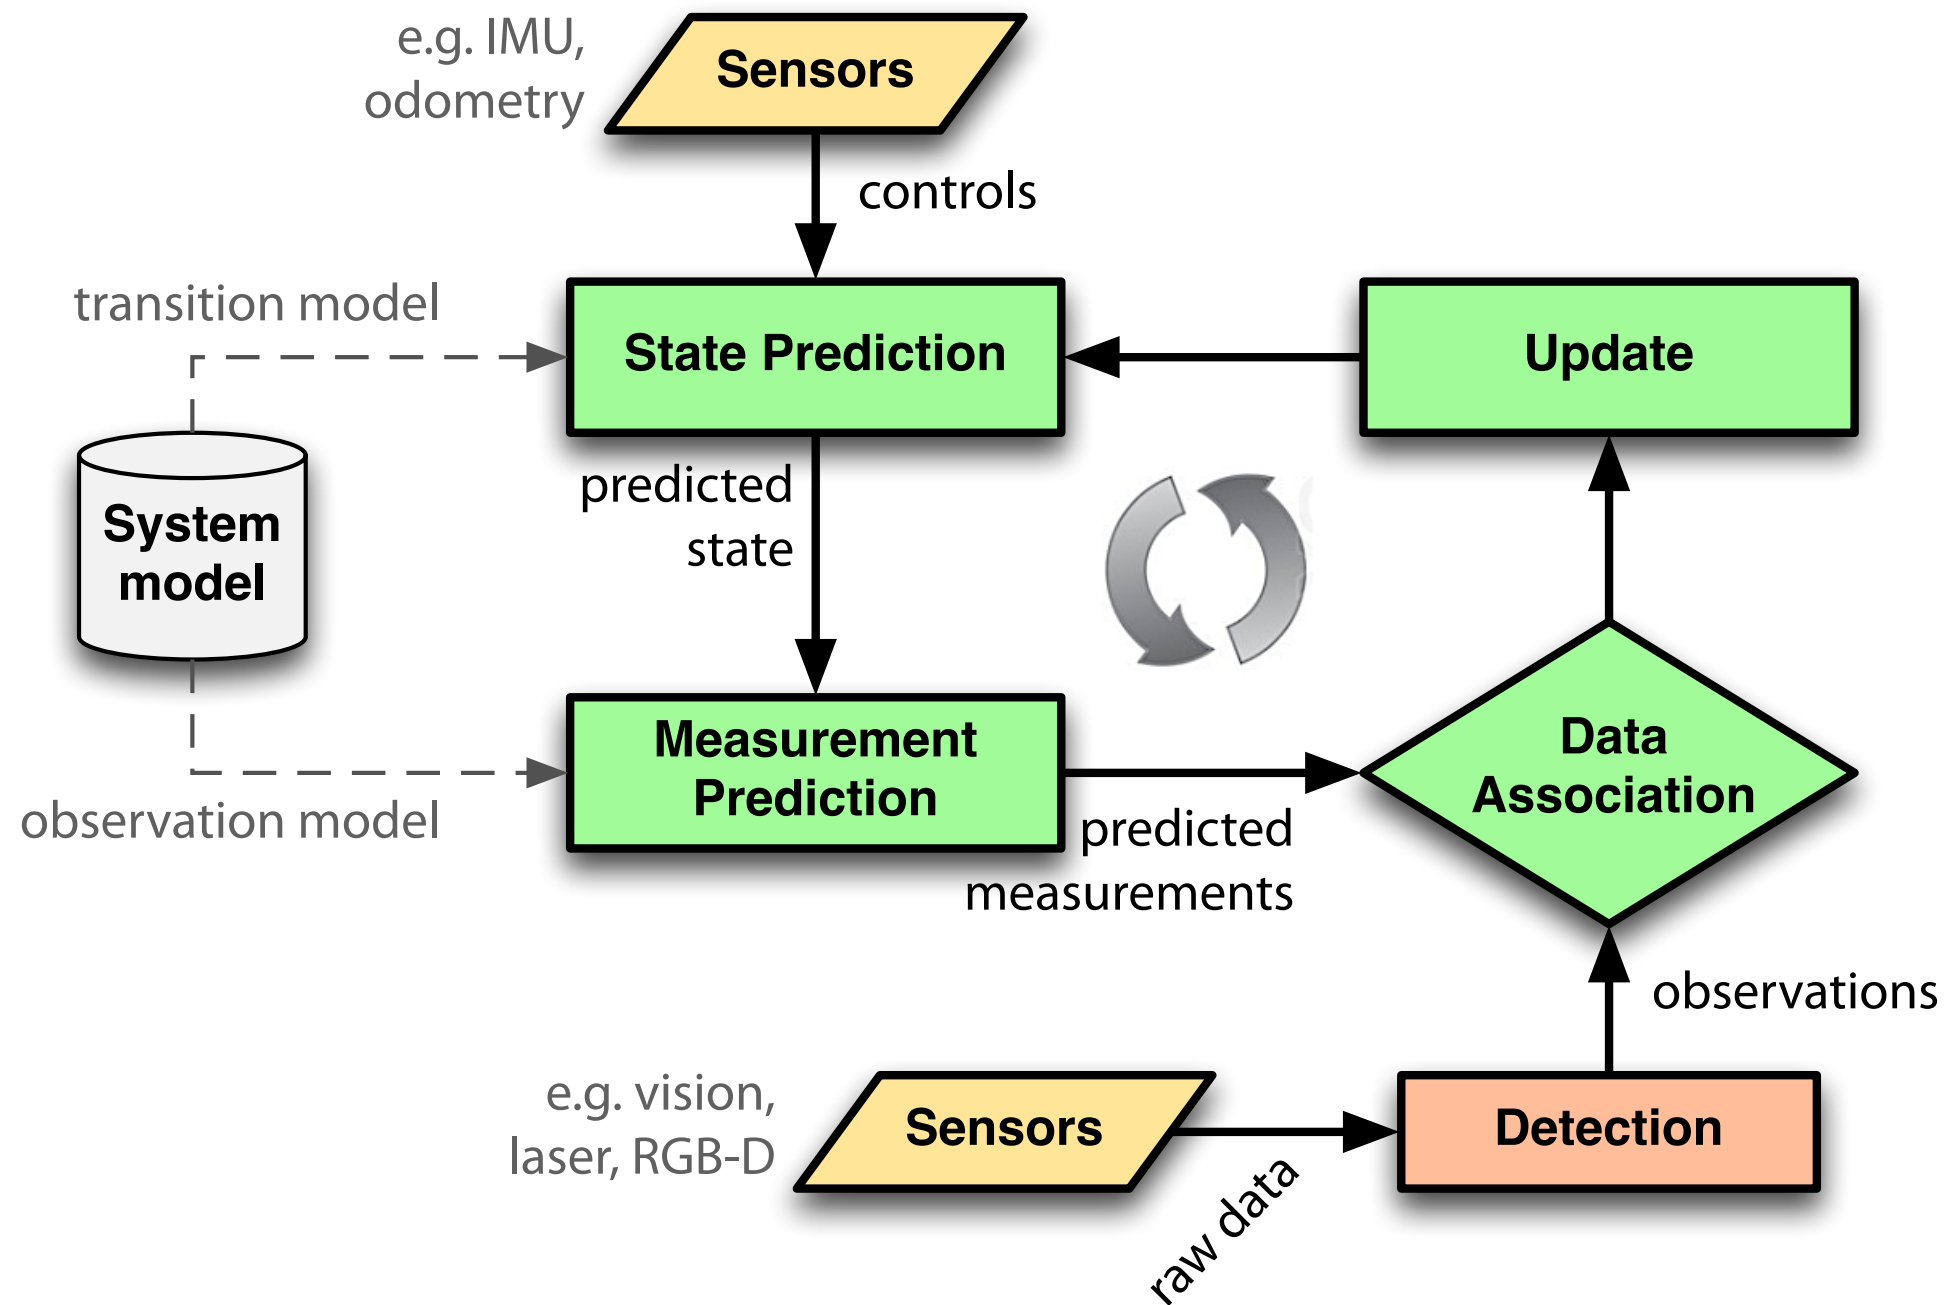 e.g. IMU,
odometry
Sensors
controls
transition model
State Prediction
Update
System
model
predicted
state
observation model
Measurement
Prediction
predicted
measurements
Data
Association
observations
e.g. vision,
laser, RGB-D
Sensors
raw data
Detection